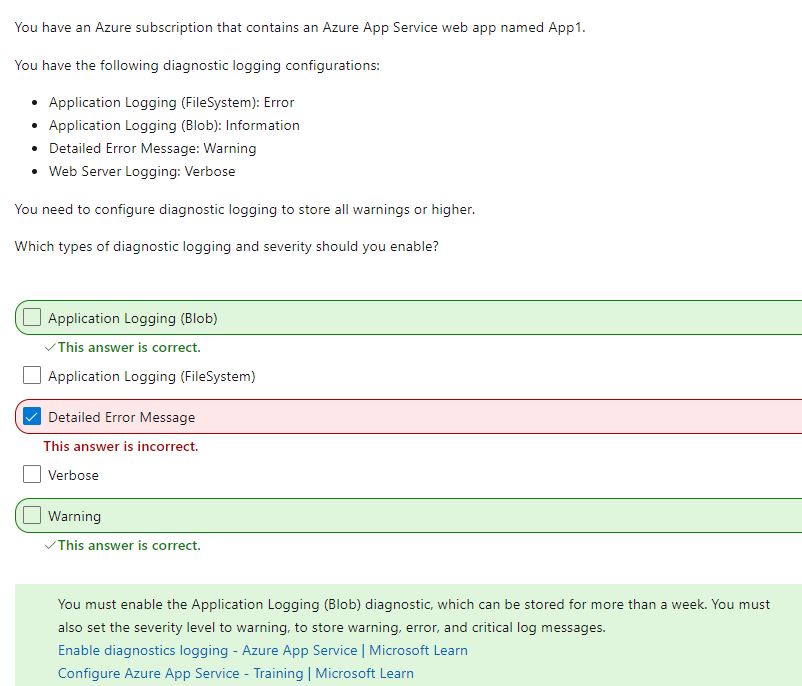 You have an Azure subscription that contains an Azure App Service web app named App1.
You have the following diagnostic logging configurations:
• Application Logging (FileSystem): Error
• Application Logging (Blob): Information
• Detailed Error Message: Warning
• Web Server Logging: Verbose
You need to configure diagnostic logging to store all warnings or higher.
Which types of diagnostic logging and severity should you enable?
Application Logging (Blob)
✓This answer is correct.
Application Logging (FileSystem)
Detailed Error Message
This answer is incorrect.
Verbose
Warning
✓This answer is correct.
You must enable the Application Logging (Blob) diagnostic, which can be stored for more than a week. You must
also set the severity level to warning, to store warning, error, and critical log messages.
Enable diagnostics logging - Azure App Service | Microsoft Learn
Configure Azure App Service - Training | Microsoft Learn